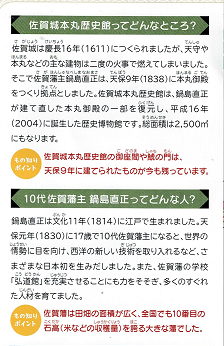 佐賀城本丸歴史館ってどんなところ？
佐賀城は慶長16年(1611)につくられましたが、天守や
本丸などの主な建物は二度の火事で燃えてしまいました。
そこで佐賀藩主鍋島直正は、天保9年(1838)に本丸御殿
をつくり拠点としました。佐賀城本丸歴史館は、鍋島直正
が建て直した本丸御殿の一部を復元し、平成16年
(2004)に誕生した歴史博物館です。総面積は2,500㎡
にもなります。
もの知り
ポイント
佐賀城本丸歴史館の御座間や鯱の門は、
天保9年に建てられたものが今も残っています。
10代佐賀藩主 鍋島直正ってどんな人？
鍋島直正は文化11年(1814)に江戸で生まれました。天
保元年(1830)に17歳で10代佐賀藩主になると、世界の
情勢に目を向け、西洋の新しい技術を取り入れるなど、さ
まざまな日本初を生みだしました。また、佐賀藩の学校
「弘道館」を充実させることにも力をそそぎ、多くのすぐれ
た人材を育てました。
もの知り
ポイント
佐賀藩は田畑の面積が広く、全国でも10番目の
石高(米などの収穫量)を誇る大きな藩でした。